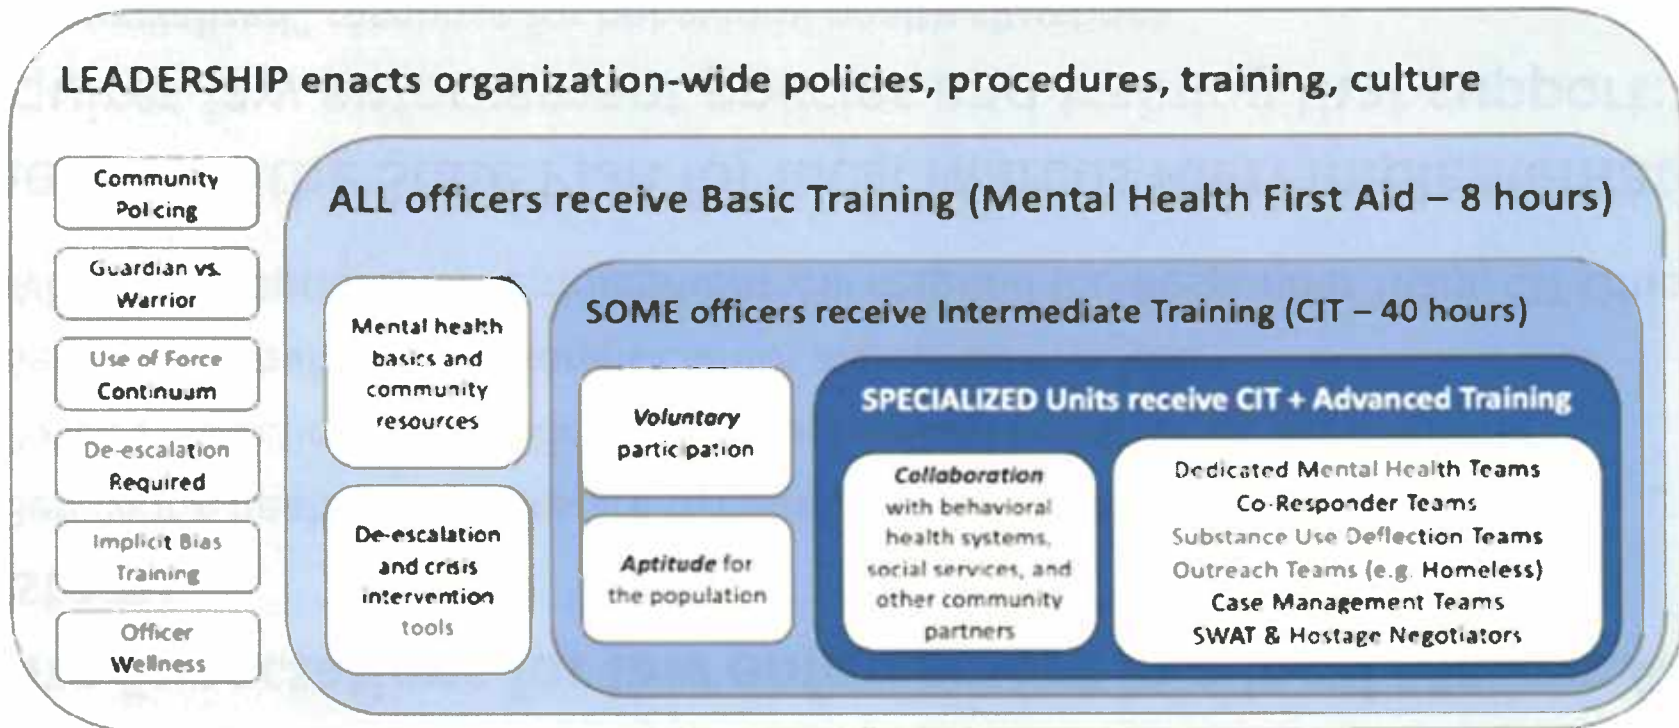 LEADERSHIP enacts organization-wide policies, procedures, training, culture
Community
Policing
Guardian vs.
Warrior
Use of Force
Continuum
De-escalation
Required
Implicit Bias
Training
Officer
Wellness
ALL officers receive Basic Training (Mental Health First Aid – 8 hours)
Mental health
basics and
community
resources
De-escalation
and crisis
intervention
tools
SOME officers receive Intermediate Training (CIT – 40 hours)
Voluntary
participation
Aptitude for
the population
SPECIALIZED Units receive CIT + Advanced Training
Collaboration
with behavioral
health systems,
social services, and
other community
partners
Dedicated Mental Health Teams
Co-Responder Teams
Substance Use Deflection Teams
Outreach Teams (e.g. Homeless)
Case Management Teams
SWAT & Hostage Negotiators